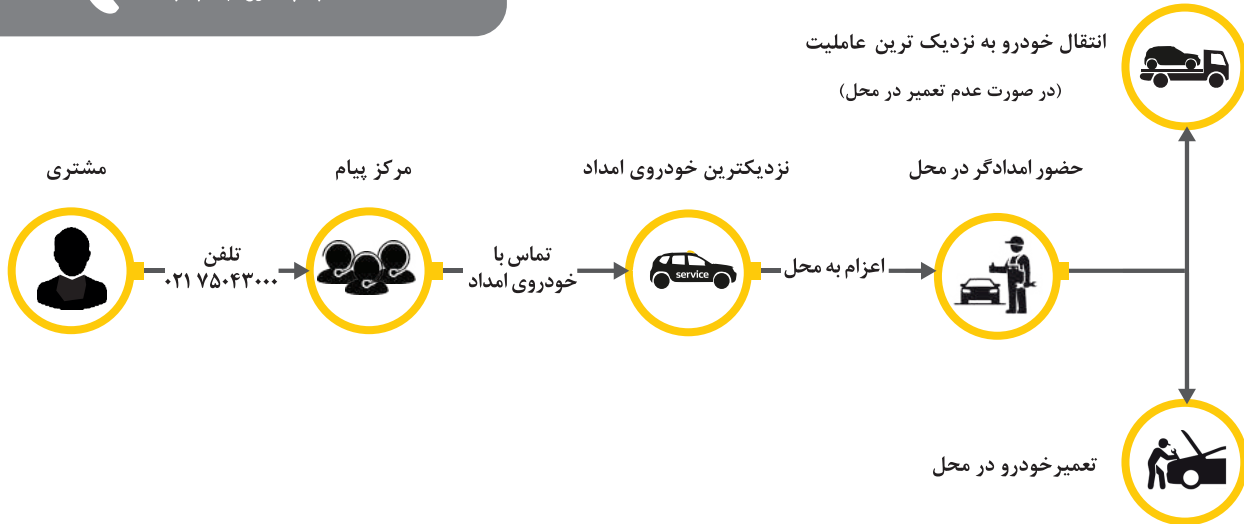 انتقال خودرو به نزدیک ترین عاملیت
(در صورت عدم تعمیر در محل)
مشتری
مرکز پیام
نزدیکترین خودروی امداد
حضور امدادگر در محل
تلفن
۰۲۱ ۷۵۰۴۳۰۰۰
تماس با
خودروی امداد
service
اعزام به محل
تعمیرخودرو در محل